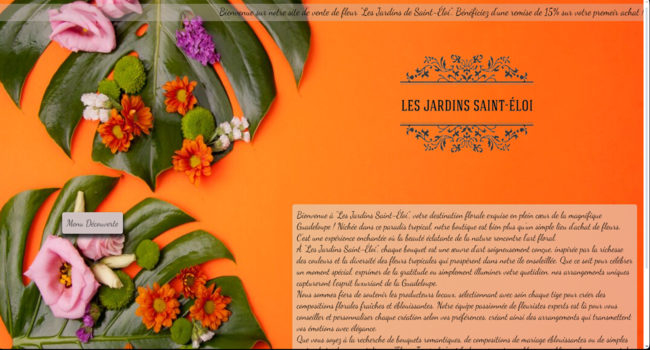 Bienvenue sur notre site de vente de fleur "Les Jardins de Saint-Éloi". Bénéficiez d'une remise de 15% sur votre premeir achat !
LES JARDINS SAINT-ÉLOI
Menu Découverte
Bienvenue à "Les Jardins Saint-Éloi", votre destination florale exquise en plein cœur de la magnifique
Guadeloupe ! Nichée dans ce paradis tropical, notre boutique est bien plus qu'un simple lieu d'achat de fleurs.
C'est une expérience enchantée où la beauté éclatante de la nature rencontre l'art floral.
À "Les Jardins Saint-Éloi", chaque bouquet est une œuvre d'art soigneusement conçue, inspirée par la richesse
des couleurs et la diversité des fleurs tropicales qui prospèrent dans notre île ensoleillée. Que ce soit pour célébrer
un moment spécial, exprimer de la gratitude ou simplement illuminer votre quotidien, nos arrangements uniques
capturent l'esprit luxuriant de la Guadeloupe.
Nous sommes fiers de soutenir les producteurs locaux, sélectionnant avec soin chaque tige pour créer des
compositions florales fraîches et éblouissantes. Notre équipe passionnée de fleuristes experts est là pour vous
conseiller et personnaliser chaque création selon vos préférences, créant ainsi des arrangements qui transmettent
vos émotions avec élégance.
Que vous soyez à la recherche de bouquets romantiques, de compositions de mariage éblouissantes ou de simples